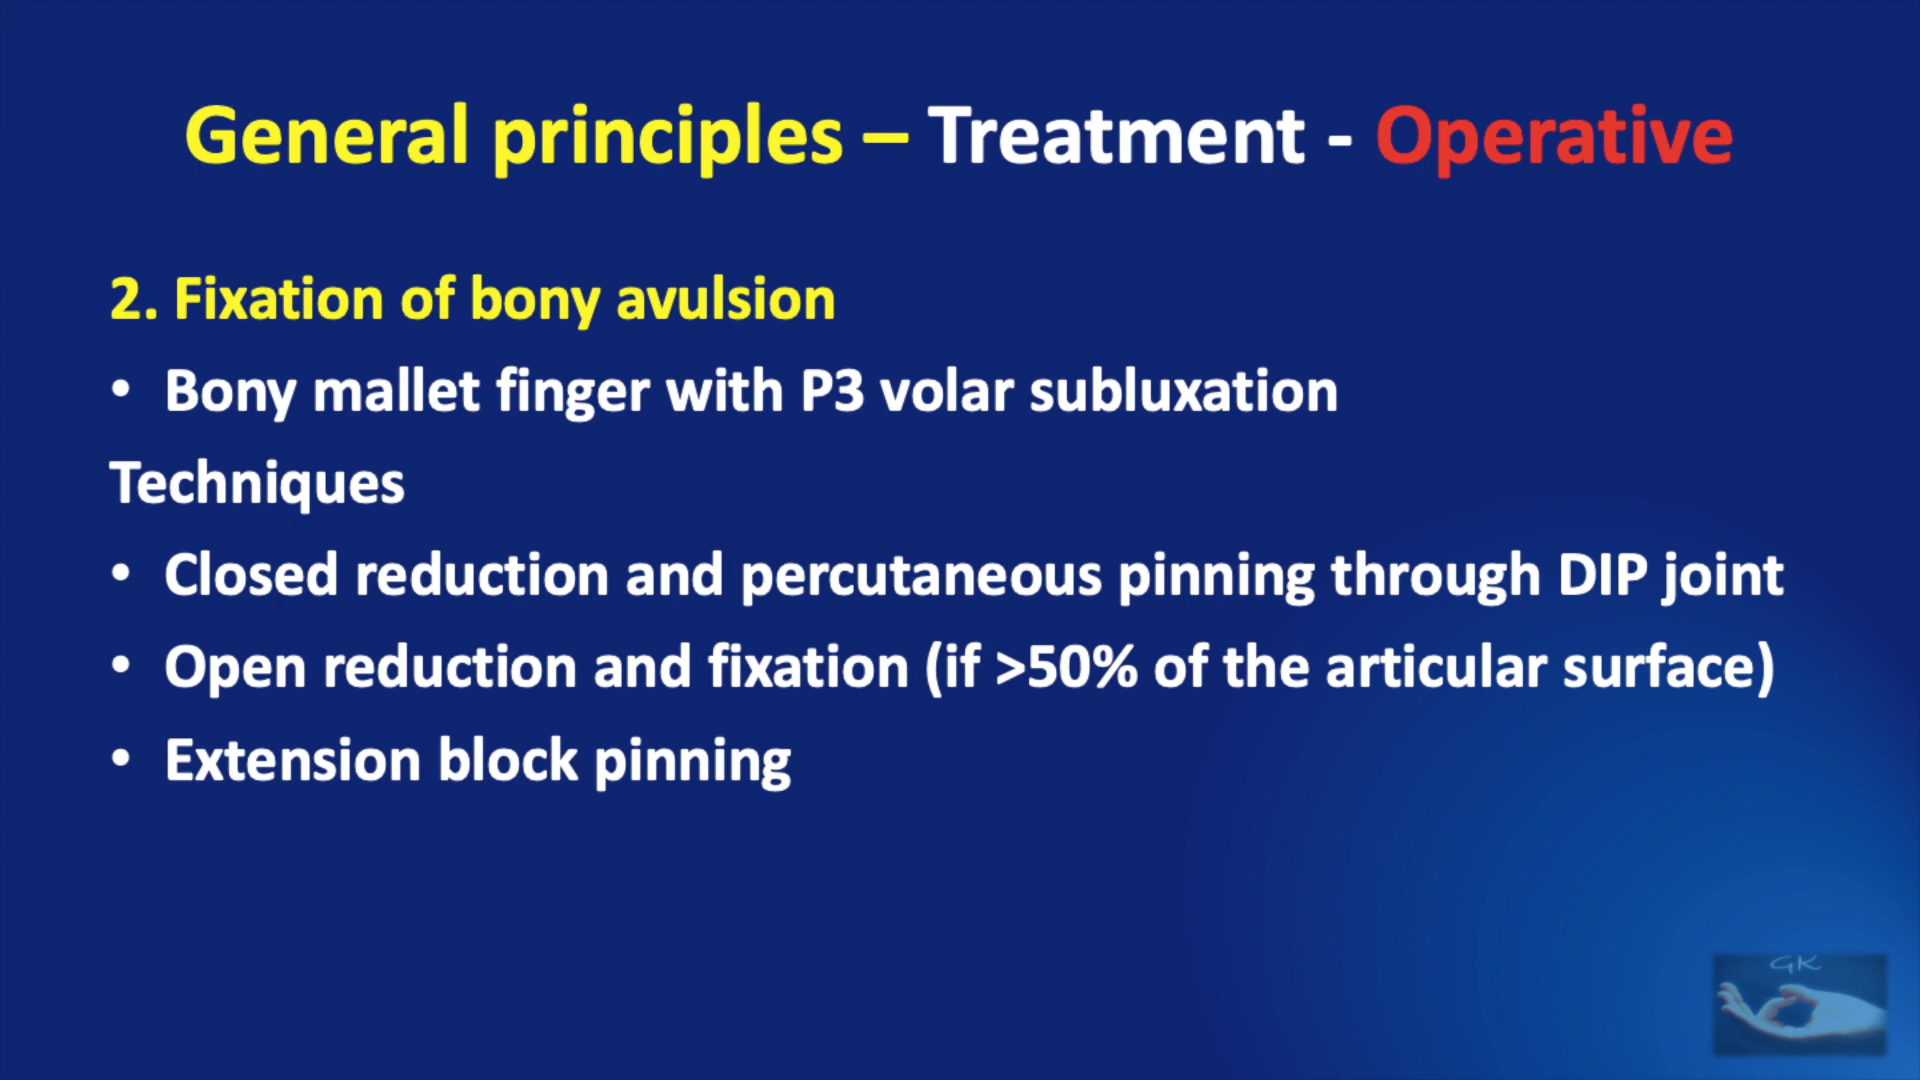 General principles – Treatment - Operative
2. Fixation of bony avulsion
• Bony mallet finger with P3 volar subluxation
Techniques
• Closed reduction and percutaneous pinning through DIP joint
• Open reduction and fixation (if >50% of the articular surface)
• Extension block pinning
GK